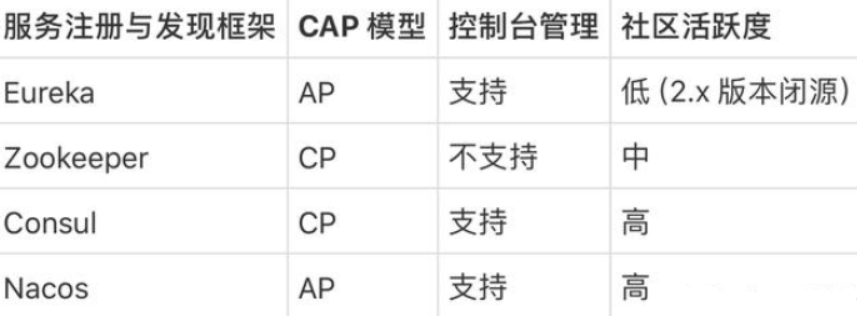 服务注册与发现框架 CAP 模型 控制台管理 社区活跃度
Eureka AP 支持 低 (2.x 版本闭源)
Zookeeper CP 不支持 中
Consul CP 支持 高
Nacos AP 支持 高